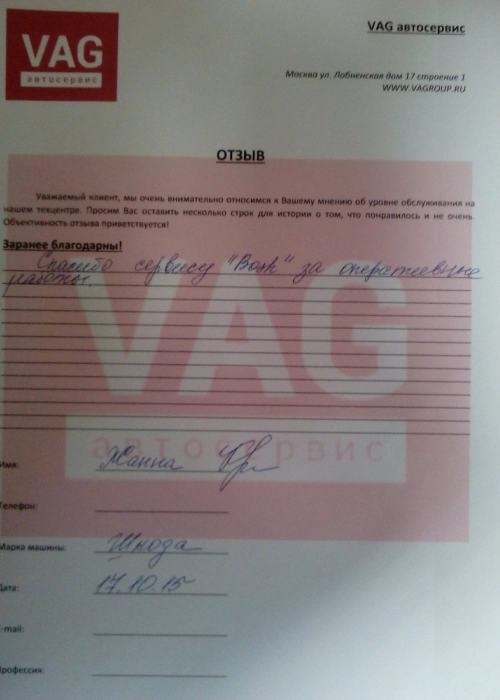 VAG
автосервис
VAG автосервис
Москва ул. Лобненская дом 17 строение 1
WWW.VAGROUP.RU
ОТЗЫВ
Уважаемый клиент, мы очень внимательно относимся к Вашему мнению об уровне обслуживания на
нашем техцентре. Просим Вас оставить несколько строк для истории о том, что понравилось и не очень.
Объективность отзыва приветствуется!
Заранее благодарны!
Спасибо сервису "Вояж" за оперативные
работы.
VAG
автосервис
Имя: Жанна
Телефон:
Марка машины: Шкода
Дата: 17.10.15
E-mail:
Профессия: